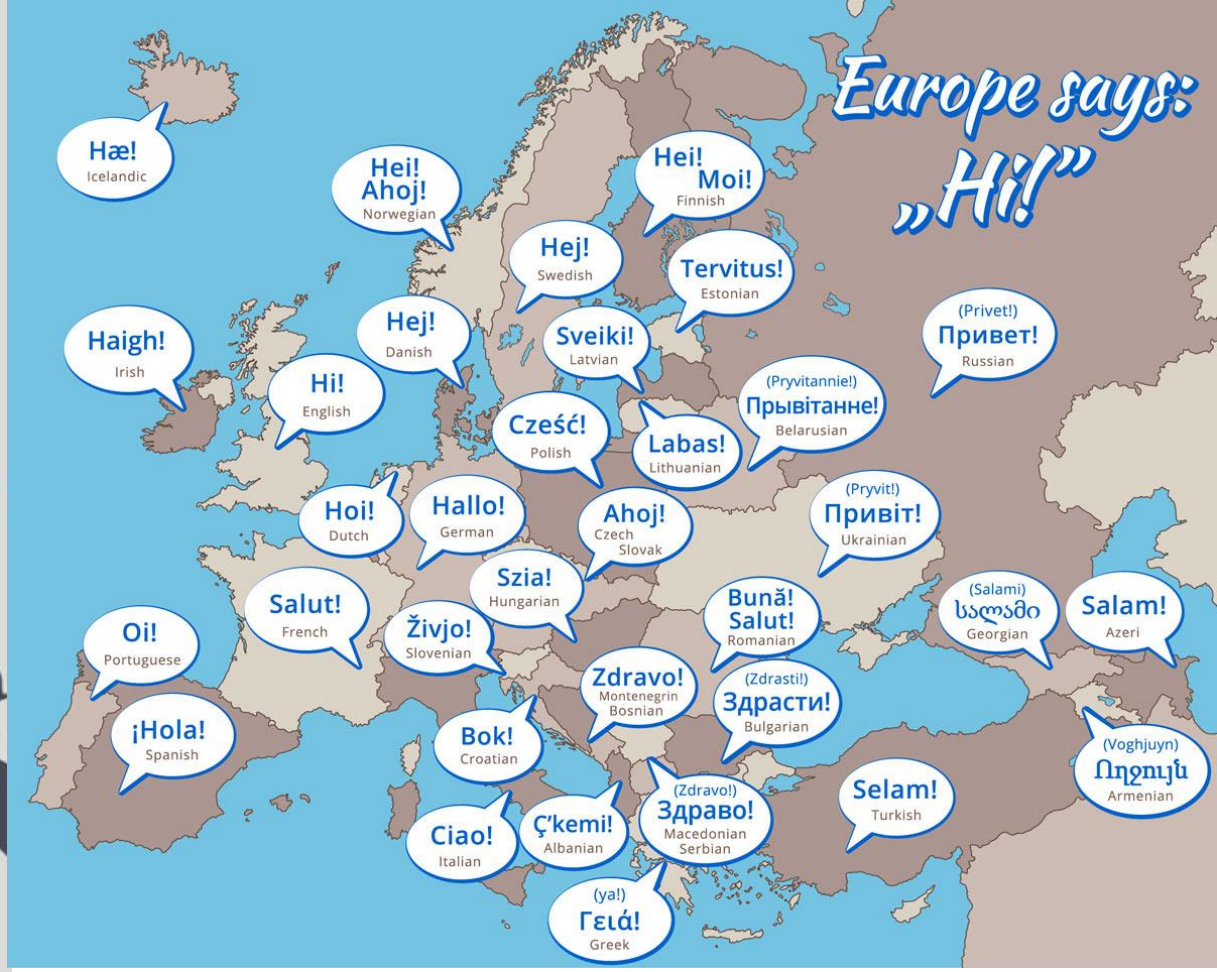 Europe says:
„Hi!”
Hæ!
Icelandic
Hei!
Ahoj!
Norwegian
Hei!
Moi!
Finnish
Hej!
Swedish
Tervitus!
Estonian
Haigh!
Irish
Hej!
Danish
Sveiki!
Latvian
(Privet!)
Привет!
Russian
Hi!
English
(Pryvitannie!)
Прывітанне!
Belarusian
Cześć!
Polish
Labas!
Lithuanian
Hoi!
Dutch
Hallo!
German
Ahoj!
Czech
Slovak
(Pryvit!)
Привіт!
Ukrainian
Szia!
Hungarian
Salut!
French
Živjo!
Slovenian
Bună!
Salut!
Romanian
(Salami)
სალამი
Georgian
Salam!
Azeri
Oi!
Portuguese
¡Hola!
Spanish
Zdravo!
Montenegrin
Bosnian
(Zdrasti!)
Здрасти!
Bulgarian
Bok!
Croatian
(Voghjuyn)
Ողջույն
Armenian
Ciao!
Italian
Ç’kemi!
Albanian
(Zdravo!)
Здраво!
Macedonian
Serbian
Selam!
Turkish
(ya!)
Γειά!
Greek